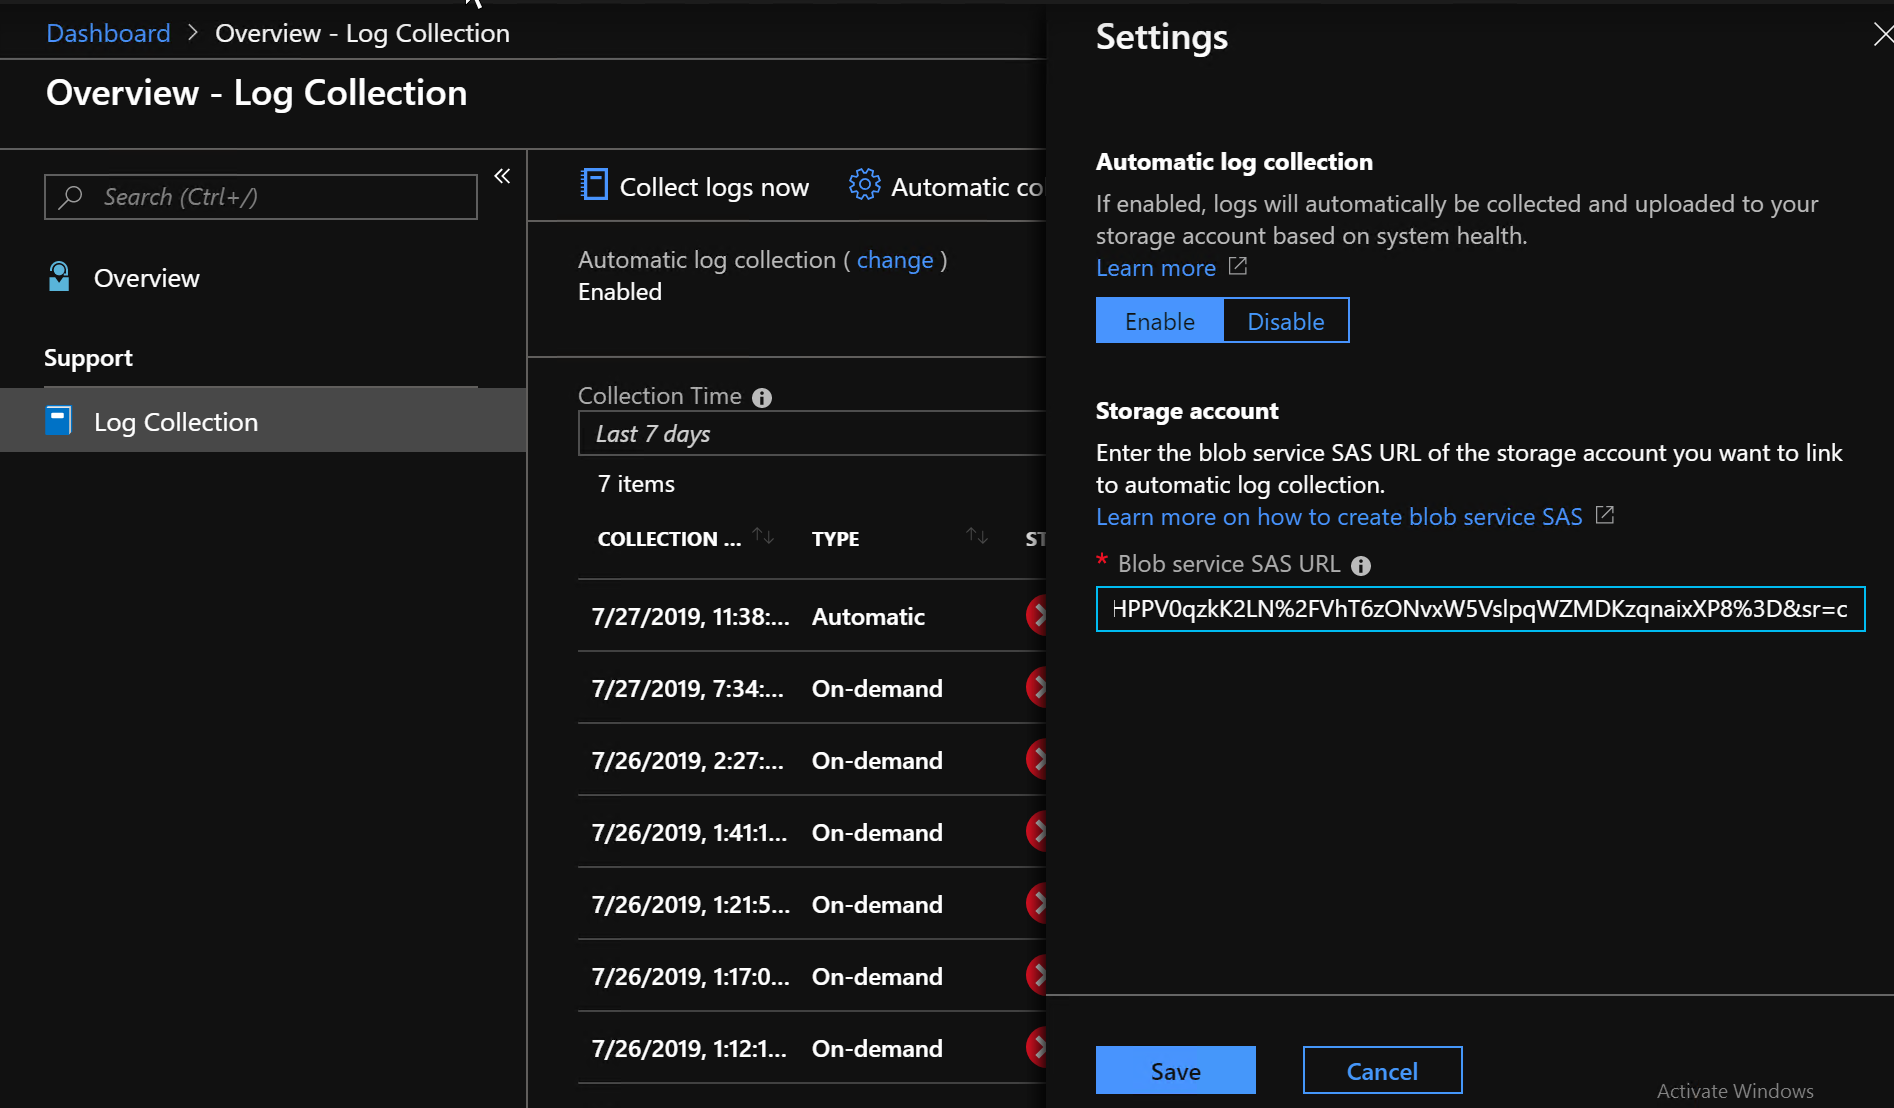 Dashboard > Overview - Log Collection
Overview - Log Collection
Search (Ctrl+/)
«
Overview
Support
Log Collection
Collect logs now
Automatic co
Automatic log collection ( change )
Enabled
Collection Time
Last 7 days
7 items
COLLECTION ... TYPE ST
7/27/2019, 11:38:... Automatic
7/27/2019, 7:34:... On-demand
7/26/2019, 2:27:... On-demand
7/26/2019, 1:41:1... On-demand
7/26/2019, 1:21:5... On-demand
7/26/2019, 1:17:0... On-demand
7/26/2019, 1:12:1... On-demand
Settings
Automatic log collection
If enabled, logs will automatically be collected and uploaded to your
storage account based on system health.
Learn more
Enable Disable
Storage account
Enter the blob service SAS URL of the storage account you want to link
to automatic log collection.
Learn more on how to create blob service SAS
* Blob service SAS URL
HPPV0qzkK2LN%2FVhT6zONvxW5VslpqWZMDKzqnaixXP8%3D&sr=c
Save Cancel
Activate Windows